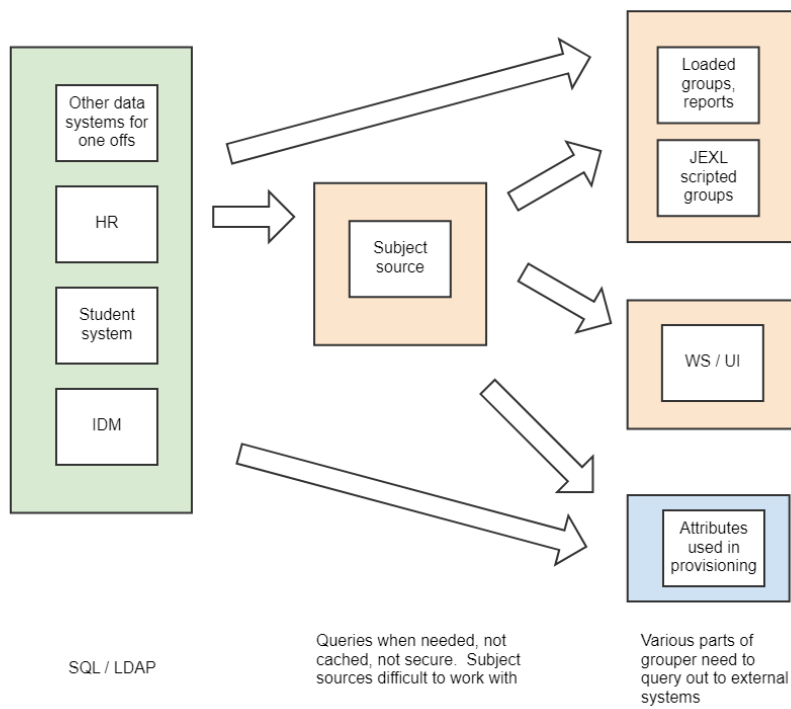 Other data
systems for
one offs
HR
Student
system
IDM
SQL / LDAP
Subject
source
Queries when needed, not
cached, not secure.  Subject
sources difficult to work with
Loaded
groups,
reports
JEXL
scripted
groups
WS / UI
Attributes
used in
provisioning
Various parts of
grouper need to
query out to external
systems